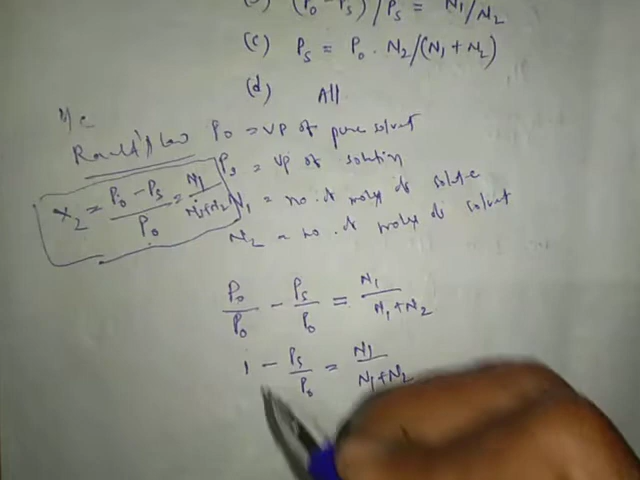 (P₀ - Pₛ)/Pₛ = N₁/N₂
(c) Pₛ = P₀ . N₂/(N₁ + N₂)
(d) All
Raoult's law P₀ = VP of pure solvent
Pₛ = VP of solution
X₂ = (P₀ - Pₛ)/P₀ = N₁/(N₁+N₂)
N₁ = no. of moles of solute
N₂ = no. of moles of solvent
P₀/P₀ - Pₛ/P₀ = N₁/(N₁+N₂)
1 - Pₛ/P₀ = N₁/(N₁+N₂)